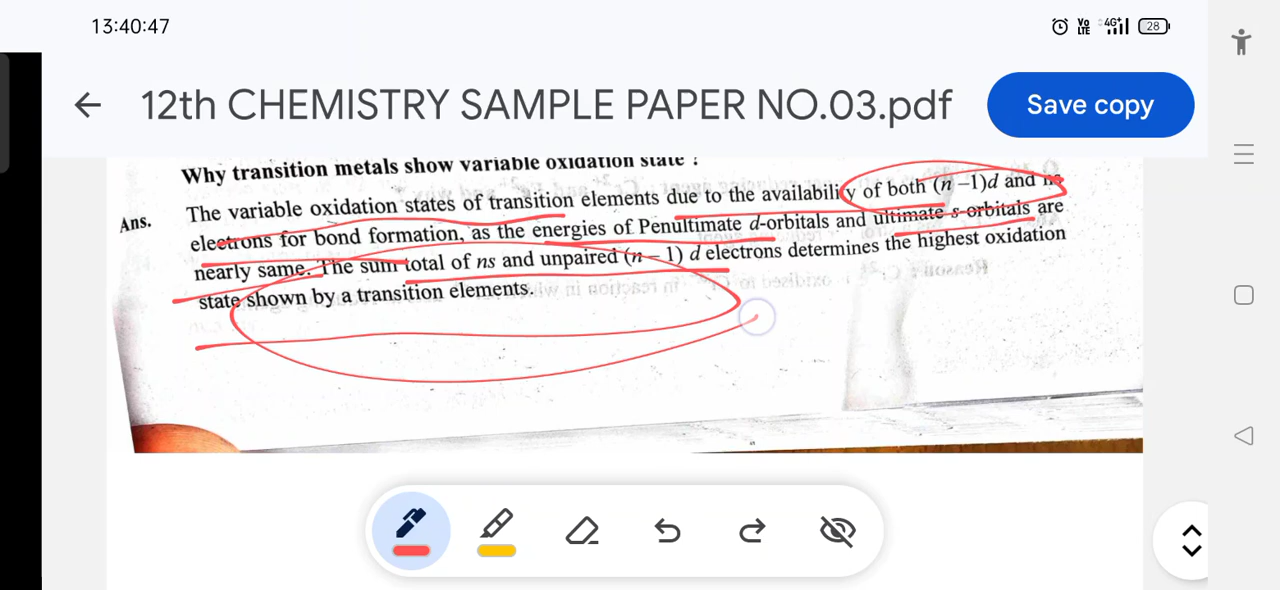 13:40:47
Vo LTE 4G+ 28
12th CHEMISTRY SAMPLE PAPER NO.03.pdf
Save copy
Why transition metals show variable oxidation state ?
Ans. The variable oxidation states of transition elements due to the availability of both (n –1)d and ns
electrons for bond formation, as the energies of Penultimate d-orbitals and ultimate s-orbitals are
nearly same. The sum total of ns and unpaired (n – 1) d electrons determines the highest oxidation
state shown by a transition elements.